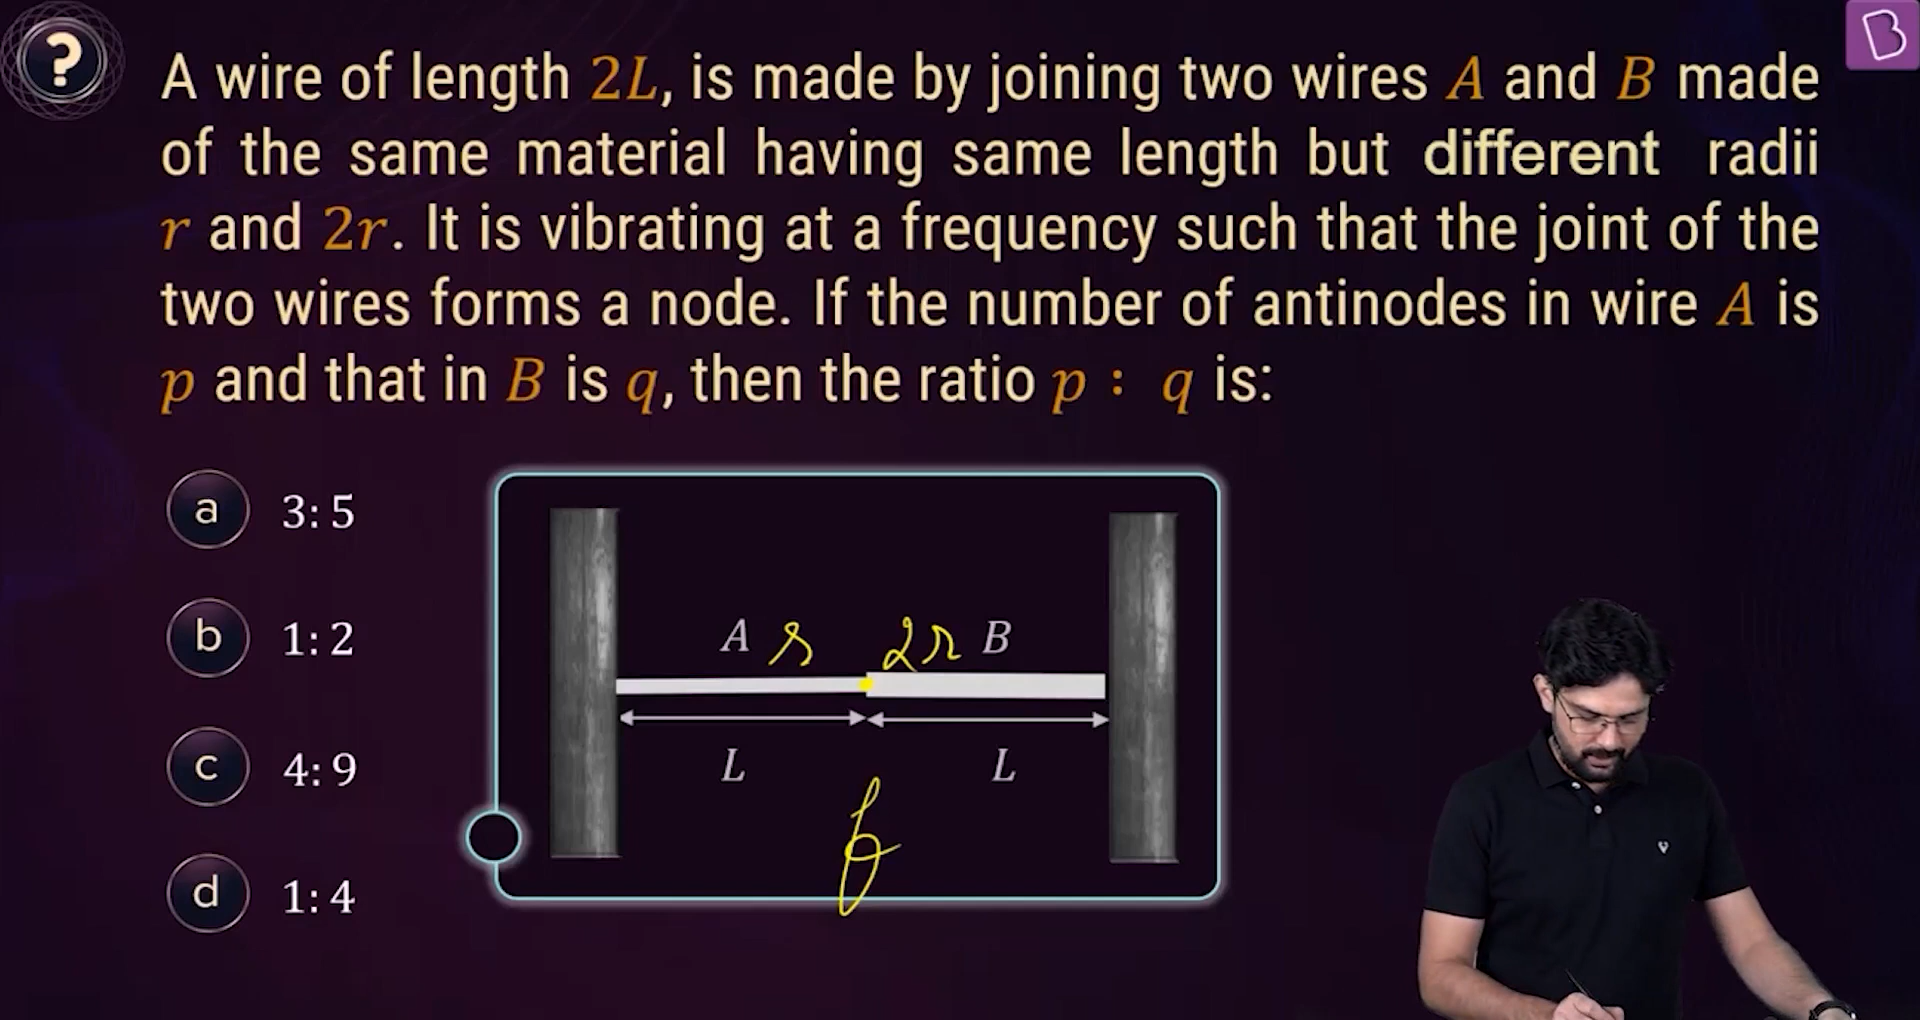 ?
B
A wire of length 2L, is made by joining two wires A and B made
of the same material having same length but different radii
r and 2r. It is vibrating at a frequency such that the joint of the
two wires forms a node. If the number of antinodes in wire A is
p and that in B is q, then the ratio p : q is:
a 3:5
b 1:2
c 4:9
d 1:4
A r 2r B
L L
f